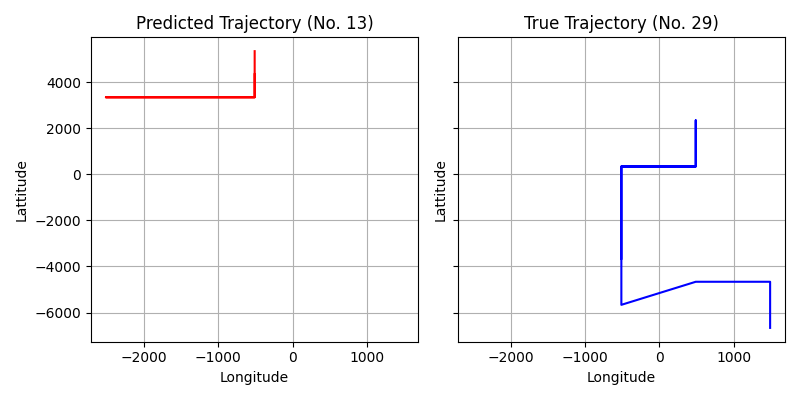 Predicted Trajectory (No. 13)
4000
2000
0
−2000
−4000
−6000
Lattitude
−2000 −1000 0 1000
Longitude
True Trajectory (No. 29)
Lattitude
−2000 −1000 0 1000
Longitude